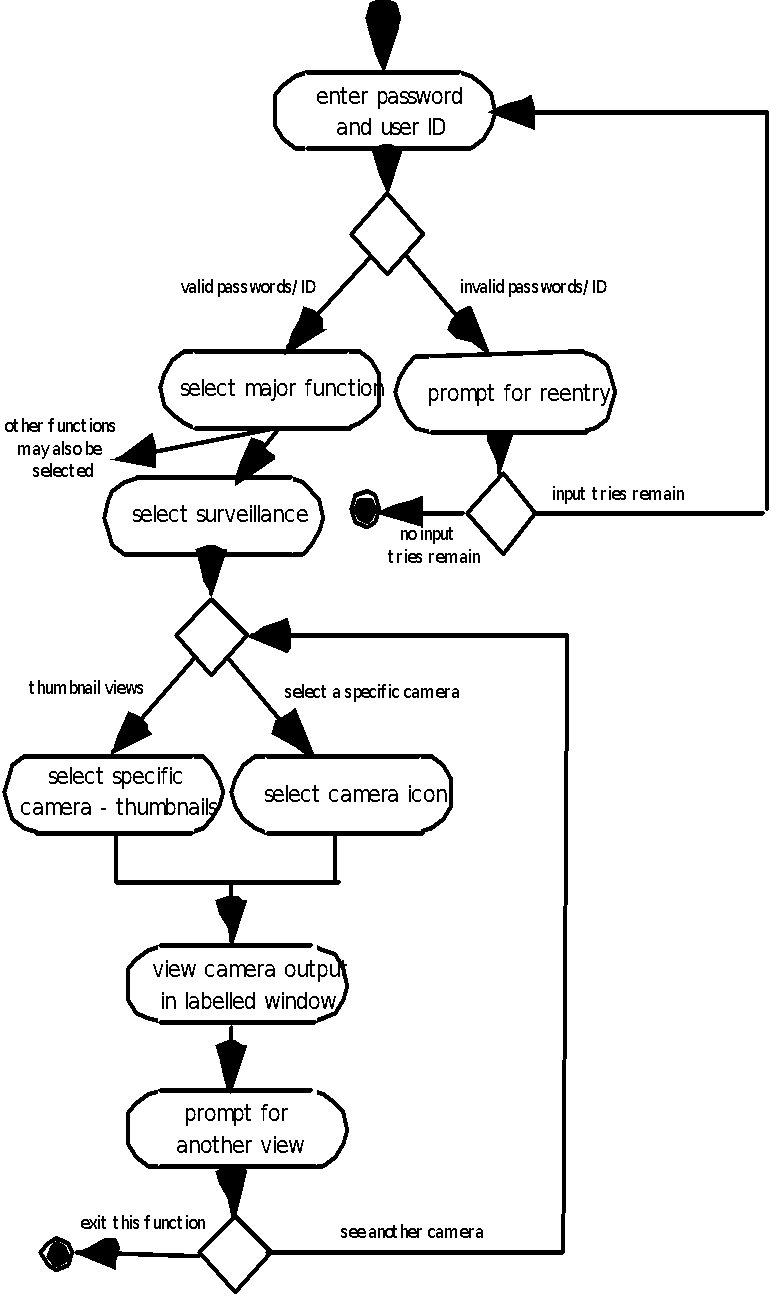 enter password
and user ID
valid passwords/ID
invalid passwords/ID
select major function
prompt for reentry
other functions
may also be
selected
select surveillance
input tries remain
no input
tries remain
thumbnail views
select a specific camera
select specific
camera - thumbnails
select camera icon
view camera output
in labelled window
prompt for
another view
exit this function
see another camera